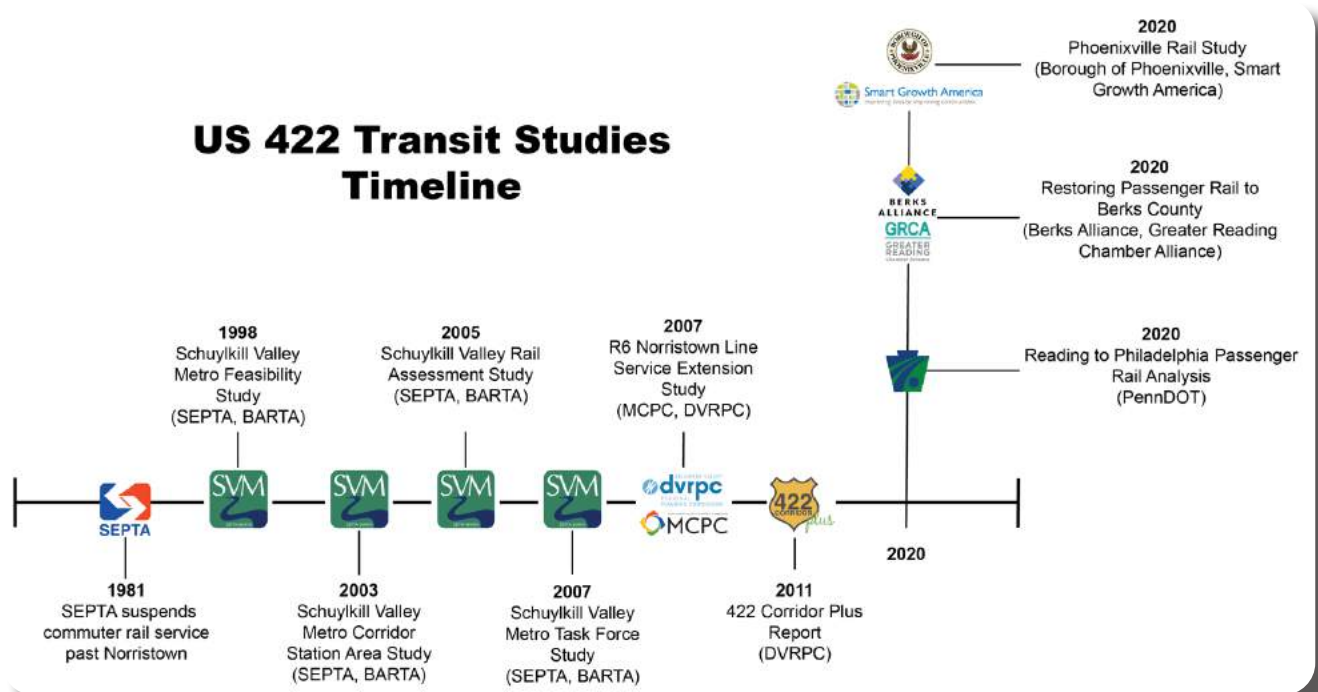 US 422 Transit Studies
Timeline
BOROUGH OF
PHOENIXVILLE
Smart Growth America
2020
Phoenixville Rail Study
(Borough of Phoenixville, Smart
Growth America)
BERKS
ALLIANCE
GRCA
GREATER
READING
2020
Restoring Passenger Rail to
Berks County
(Berks Alliance, Greater Reading
Chamber Alliance)
2020
Reading to Philadelphia Passenger
Rail Analysis
(PennDOT)
1998
Schuylkill Valley
Metro Feasibility
Study
(SEPTA, BARTA)
2005
Schuylkill Valley Rail
Assessment Study
(SEPTA, BARTA)
2007
R6 Norristown Line
Service Extension
Study
(MCPC, DVRPC)
SEPTA
SVM
SVM
SVM
SVM
dvrpc
MCPC
422
CORRIDOR
plus
2020
1981
SEPTA suspends
commuter rail service
past Norristown
2003
Schuylkill Valley
Metro Corridor
Station Area Study
(SEPTA, BARTA)
2007
Schuylkill Valley
Metro Task Force
Study
(SEPTA, BARTA)
2011
422 Corridor Plus
Report
(DVRPC)